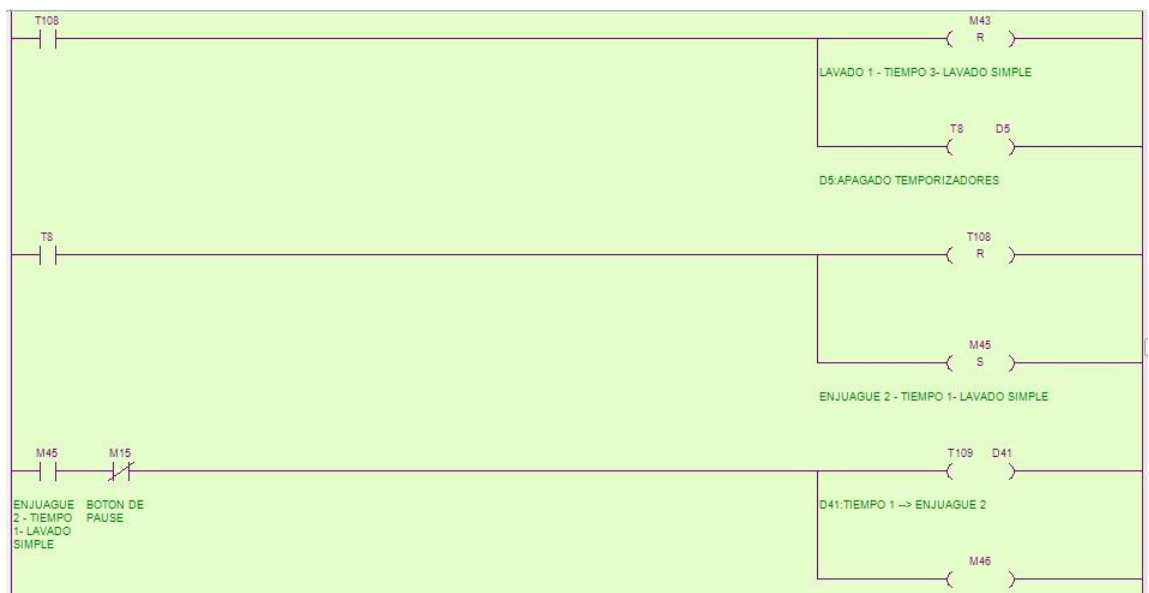 T108
M43
R
LAVADO 1 - TIEMPO 3- LAVADO SIMPLE
T8 D5
D5:APAGADO TEMPORIZADORES
T8
T108
R
M45
S
ENJUAGUE 2 - TIEMPO 1- LAVADO SIMPLE
M45 M15
T109 D41
ENJUAGUE
2 - TIEMPO
1- LAVADO
SIMPLE
BOTON DE
PAUSE
D41:TIEMPO 1 --> ENJUAGUE 2
M46